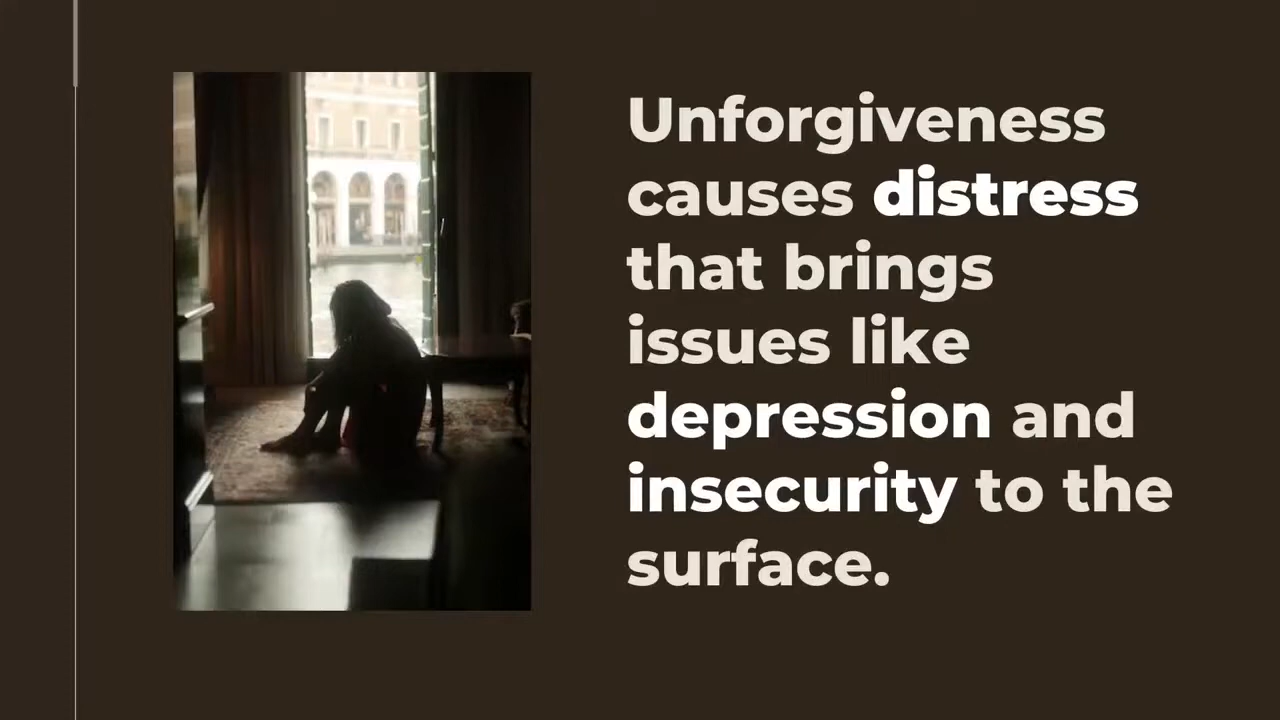 Unforgiveness
causes distress
that brings
issues like
depression and
insecurity to the
surface.